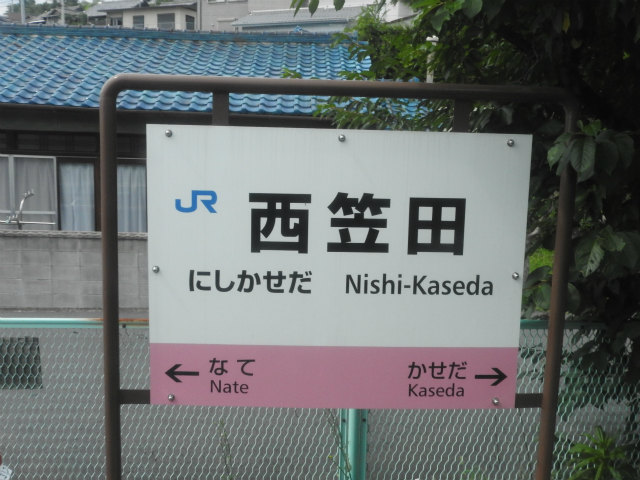 JR 西笠田
にしかせだ Nishi-Kaseda
← なて かせだ →
Nate Kaseda